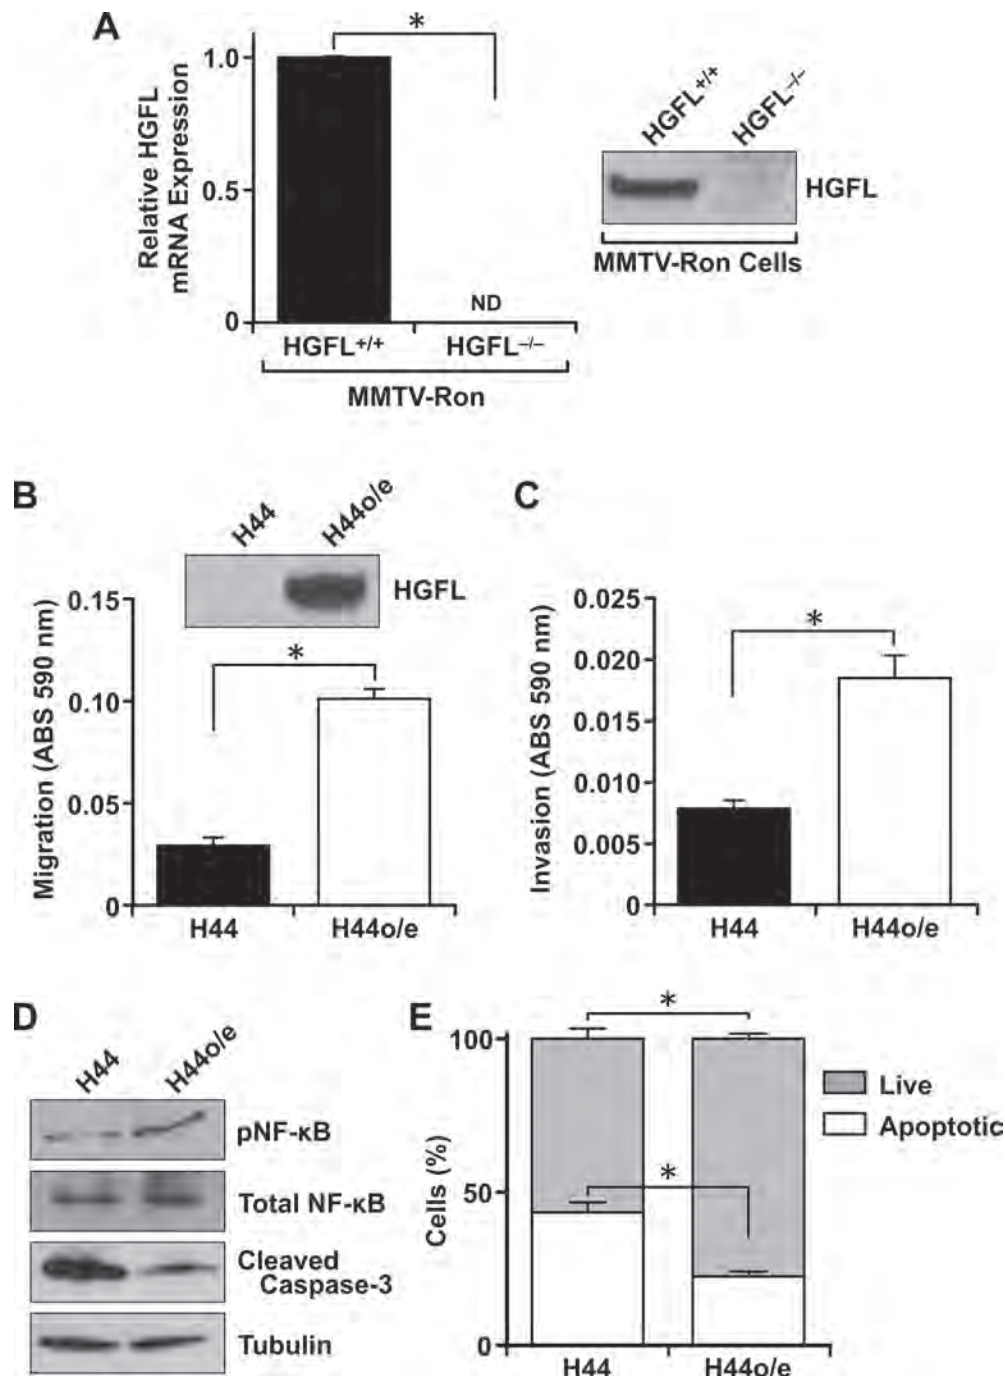 A
*
Relative HGFL
mRNA Expression
1.0
0.5
0
ND
HGFL+/+
HGFL−/−
MMTV-Ron
HGFL+/+
HGFL−/−
HGFL
MMTV-Ron Cells
B
H44
H44o/e
HGFL
Migration (ABS 590 nm)
0.15
0.10
0.05
0
*
H44
H44o/e
C
Invasion (ABS 590 nm)
0.025
0.020
0.015
0.010
0.005
0
*
H44
H44o/e
D
H44
H44o/e
pNF-κB
Total NF-κB
Cleaved
Caspase-3
Tubulin
E
Cells (%)
100
50
0
*
*
Live
Apoptotic
H44
H44o/e